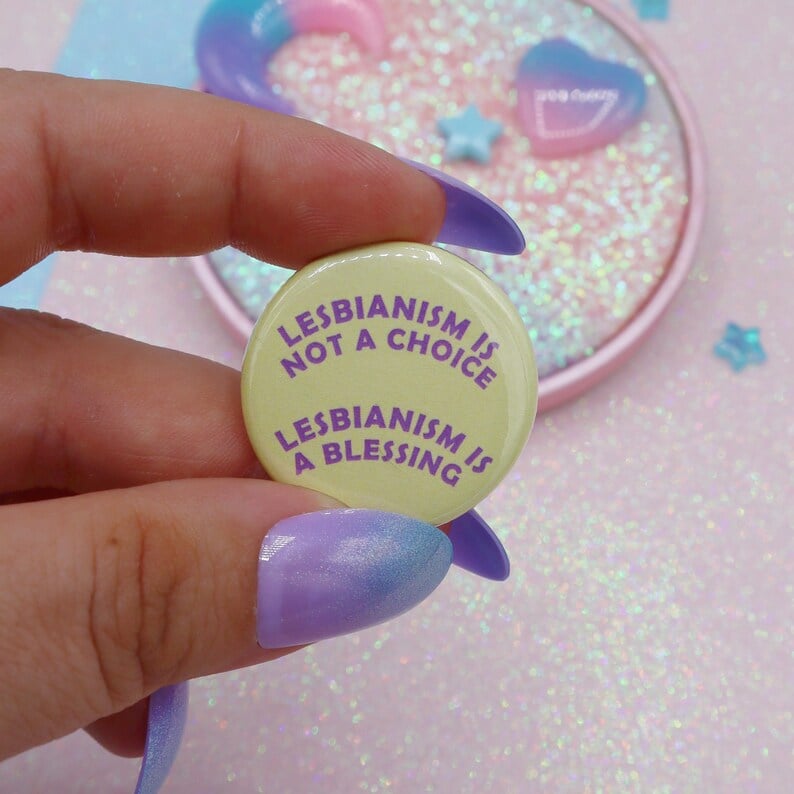 LESBIANISM IS
NOT A CHOICE
LESBIANISM IS
A BLESSING